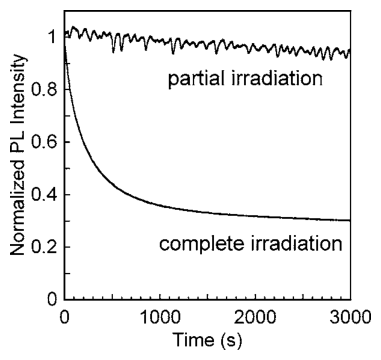 Normalized PL Intensity
1
0.8
0.6
0.4
0.2
0
partial irradiation
complete irradiation
0 1000 2000 3000
Time (s)